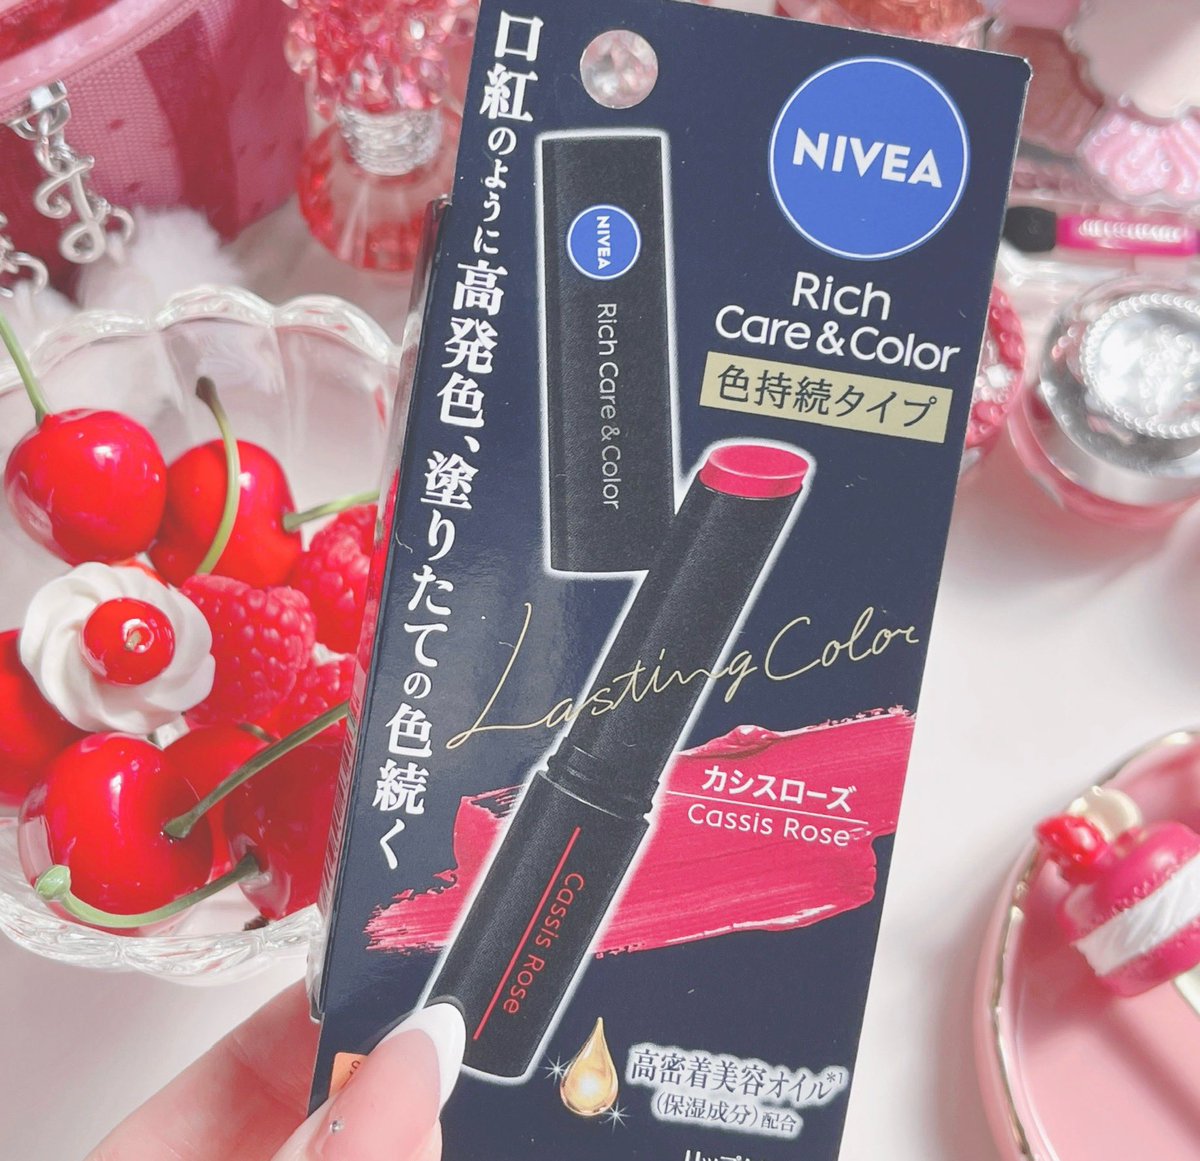 口紅のように高発色、塗りたての色続く
NIVEA
Rich
Care & Color
色持続タイプ
NIVEA
Rich Care & Color
Lasting Color
カシスローズ
Cassis Rose
Cassis Rose
高密着美容オイル*1
(保湿成分)配合